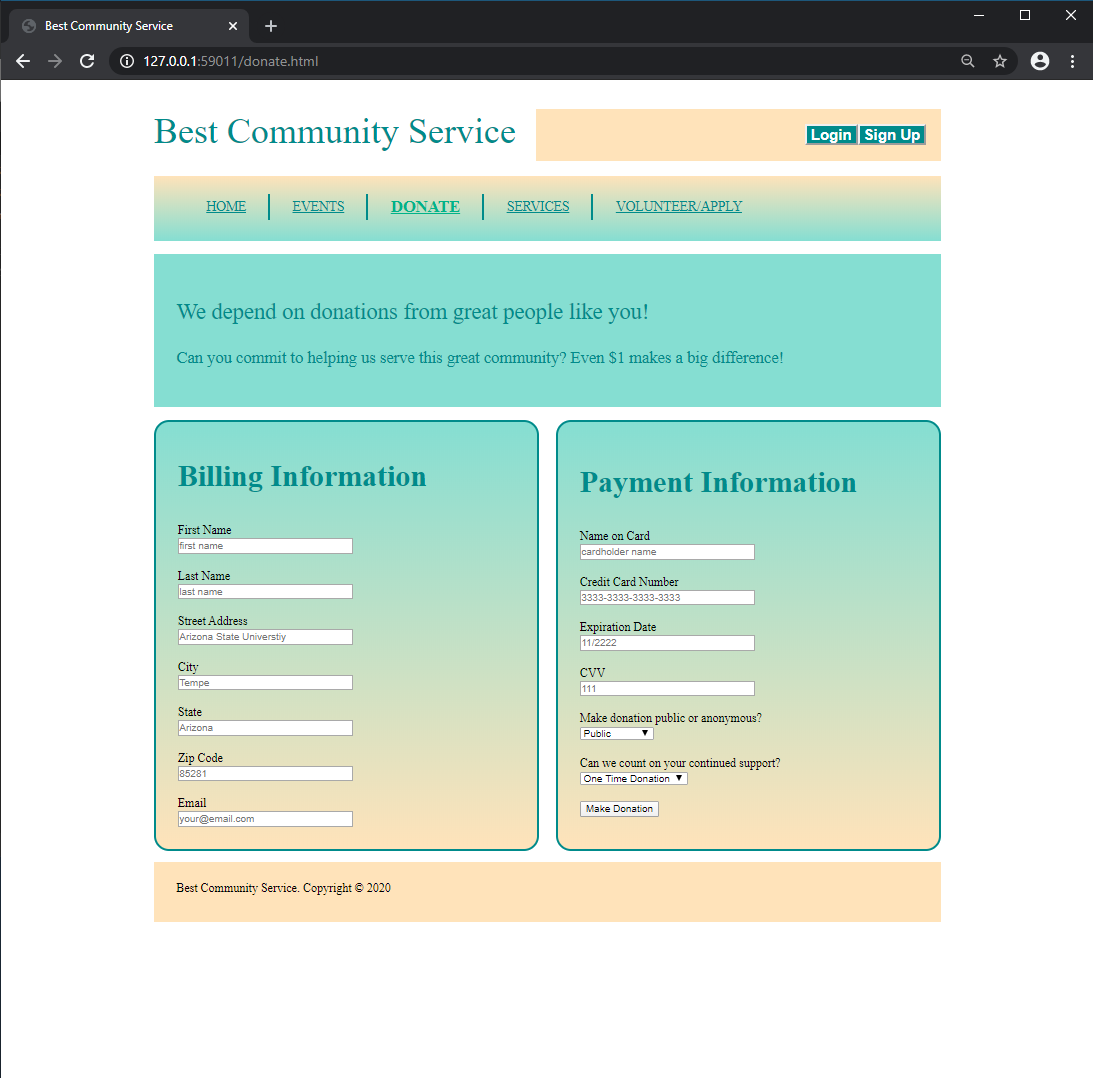 Best Community Service
127.0.0.1:59011/donate.html
Best Community Service
Login Sign Up
HOME EVENTS DONATE SERVICES VOLUNTEER/APPLY
We depend on donations from great people like you!
Can you commit to helping us serve this great community? Even $1 makes a big difference!
Billing Information
First Name
first name
Last Name
last name
Street Address
Arizona State Universtiy
City
Tempe
State
Arizona
Zip Code
85281
Email
your@email.com
Payment Information
Name on Card
cardholder name
Credit Card Number
3333-3333-3333-3333
Expiration Date
11/2222
CVV
111
Make donation public or anonymous?
Public
Can we count on your continued support?
One Time Donation
Make Donation
Best Community Service. Copyright © 2020